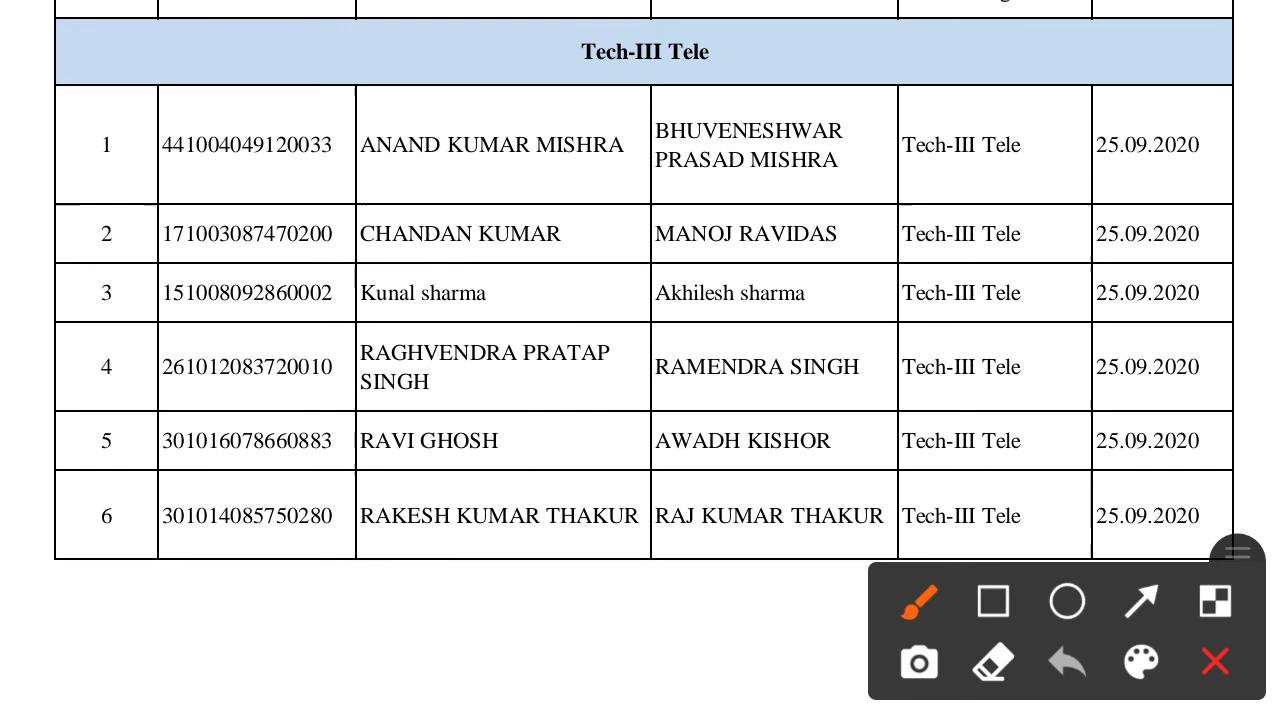 Tech-III Tele
1 441004049120033 ANAND KUMAR MISHRA BHUVENESHWAR PRASAD MISHRA Tech-III Tele 25.09.2020
2 171003087470200 CHANDAN KUMAR MANOJ RAVIDAS Tech-III Tele 25.09.2020
3 151008092860002 Kunal sharma Akhilesh sharma Tech-III Tele 25.09.2020
4 261012083720010 RAGHVENDRA PRATAP SINGH RAMENDRA SINGH Tech-III Tele 25.09.2020
5 301016078660883 RAVI GHOSH AWADH KISHOR Tech-III Tele 25.09.2020
6 301014085750280 RAKESH KUMAR THAKUR RAJ KUMAR THAKUR Tech-III Tele 25.09.2020